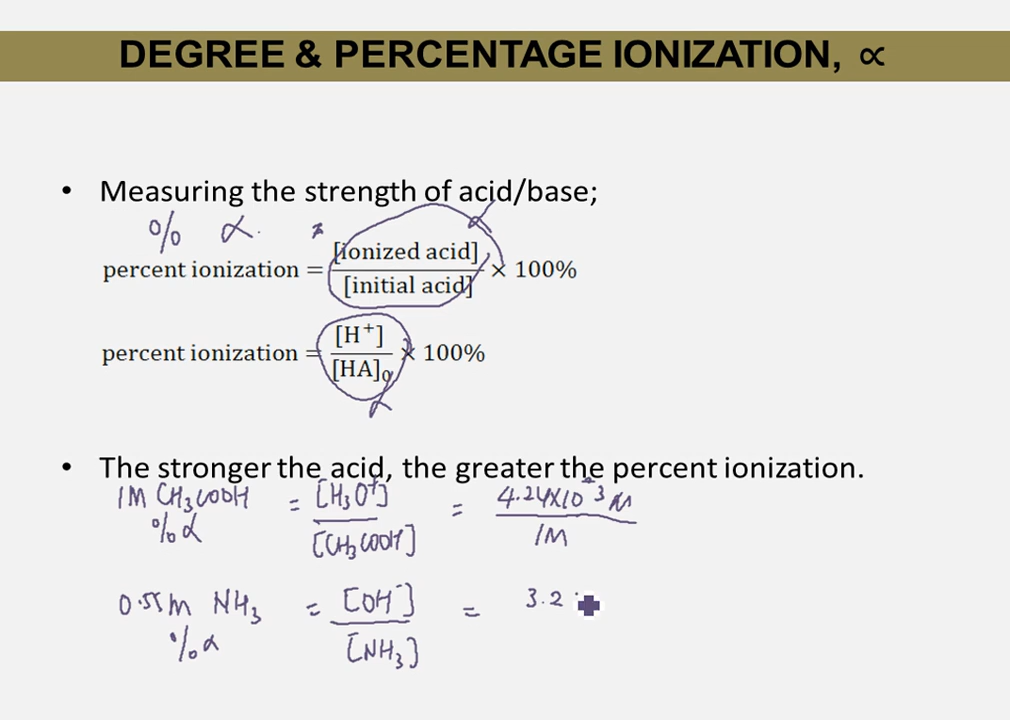 DEGREE & PERCENTAGE IONIZATION, ∝
• Measuring the strength of acid/base;
% α.
α
percent ionization = [ionized acid] / [initial acid] × 100%
percent ionization = [H⁺] / [HA]₀ × 100%
α
• The stronger the acid, the greater the percent ionization.
1M CH₃COOH = [H₃O⁺] / [CH₃COOH] = 4.24×10⁻³ M / 1M
% α
0.55M NH₃ = [OH⁻] / [NH₃] = 3.2
% α